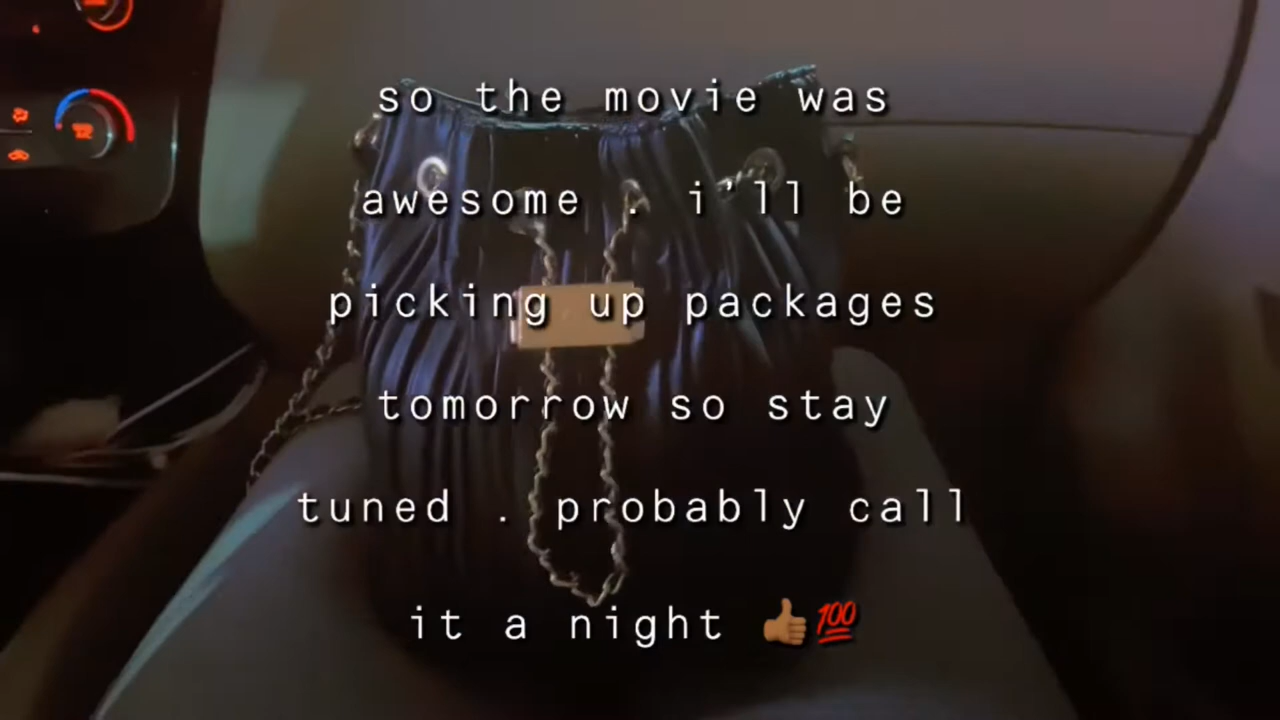 so the movie was
awesome . i'll be
picking up packages
tomorrow so stay
tuned . probably call
it a night 👍🏽💯